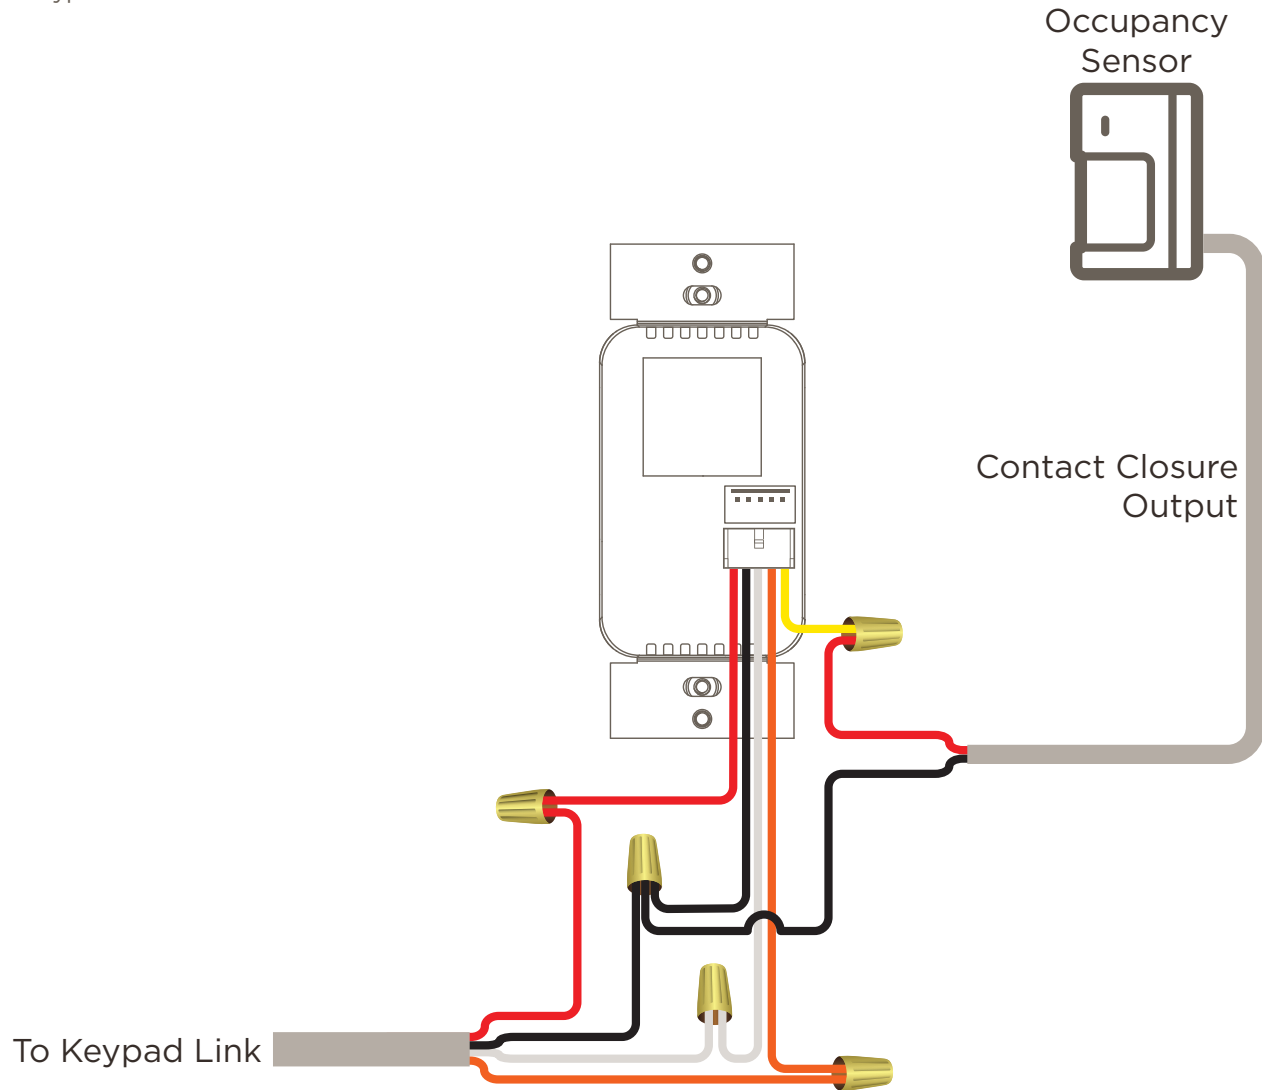 Occupancy
Sensor
Contact Closure
Output
To Keypad Link